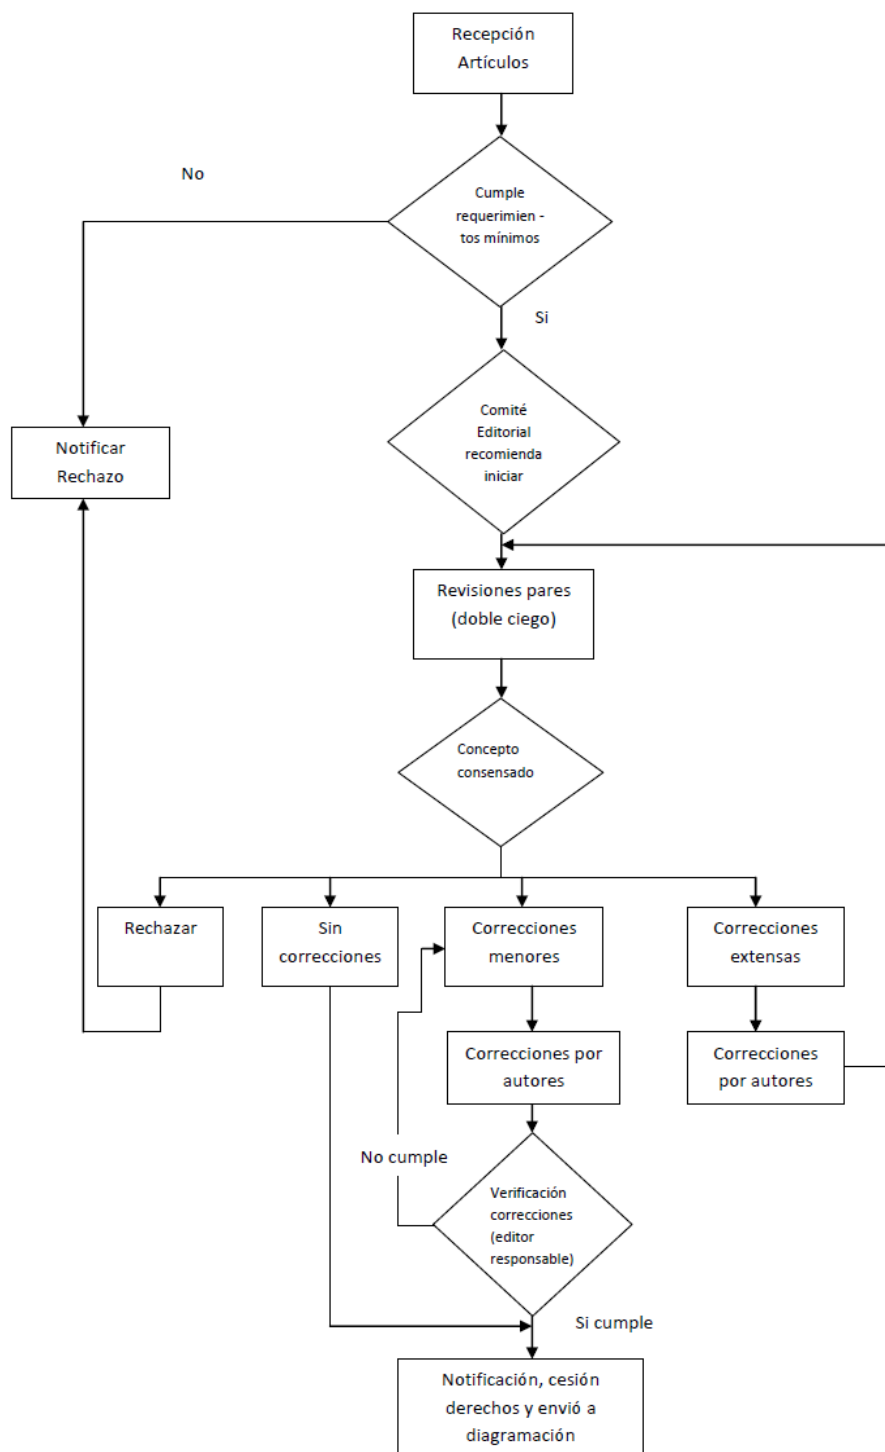 Recepción
Artículos
No
Cumple
requerimien -
tos mínimos
Si
Comité
Editorial
recomienda
iniciar
Notificar
Rechazo
Revisiones pares
(doble ciego)
Concepto
consensado
Rechazar
Sin
correcciones
Correcciones
menores
Correcciones
extensas
Correcciones por
autores
Correcciones
por autores
No cumple
Verificación
correcciones
(editor
responsable)
Si cumple
Notificación, cesión
derechos y envió a
diagramación